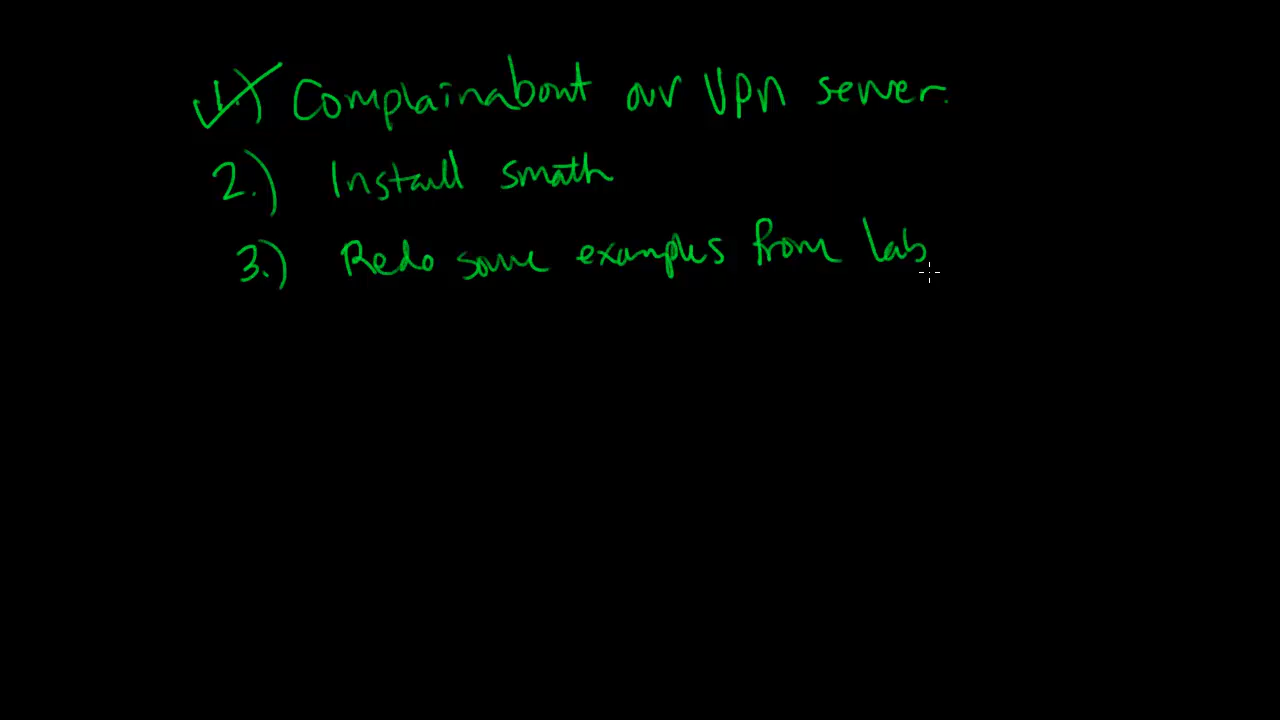 1.) Complain about our VPN server.
2.) Install smath
3.) Redo some examples from lab